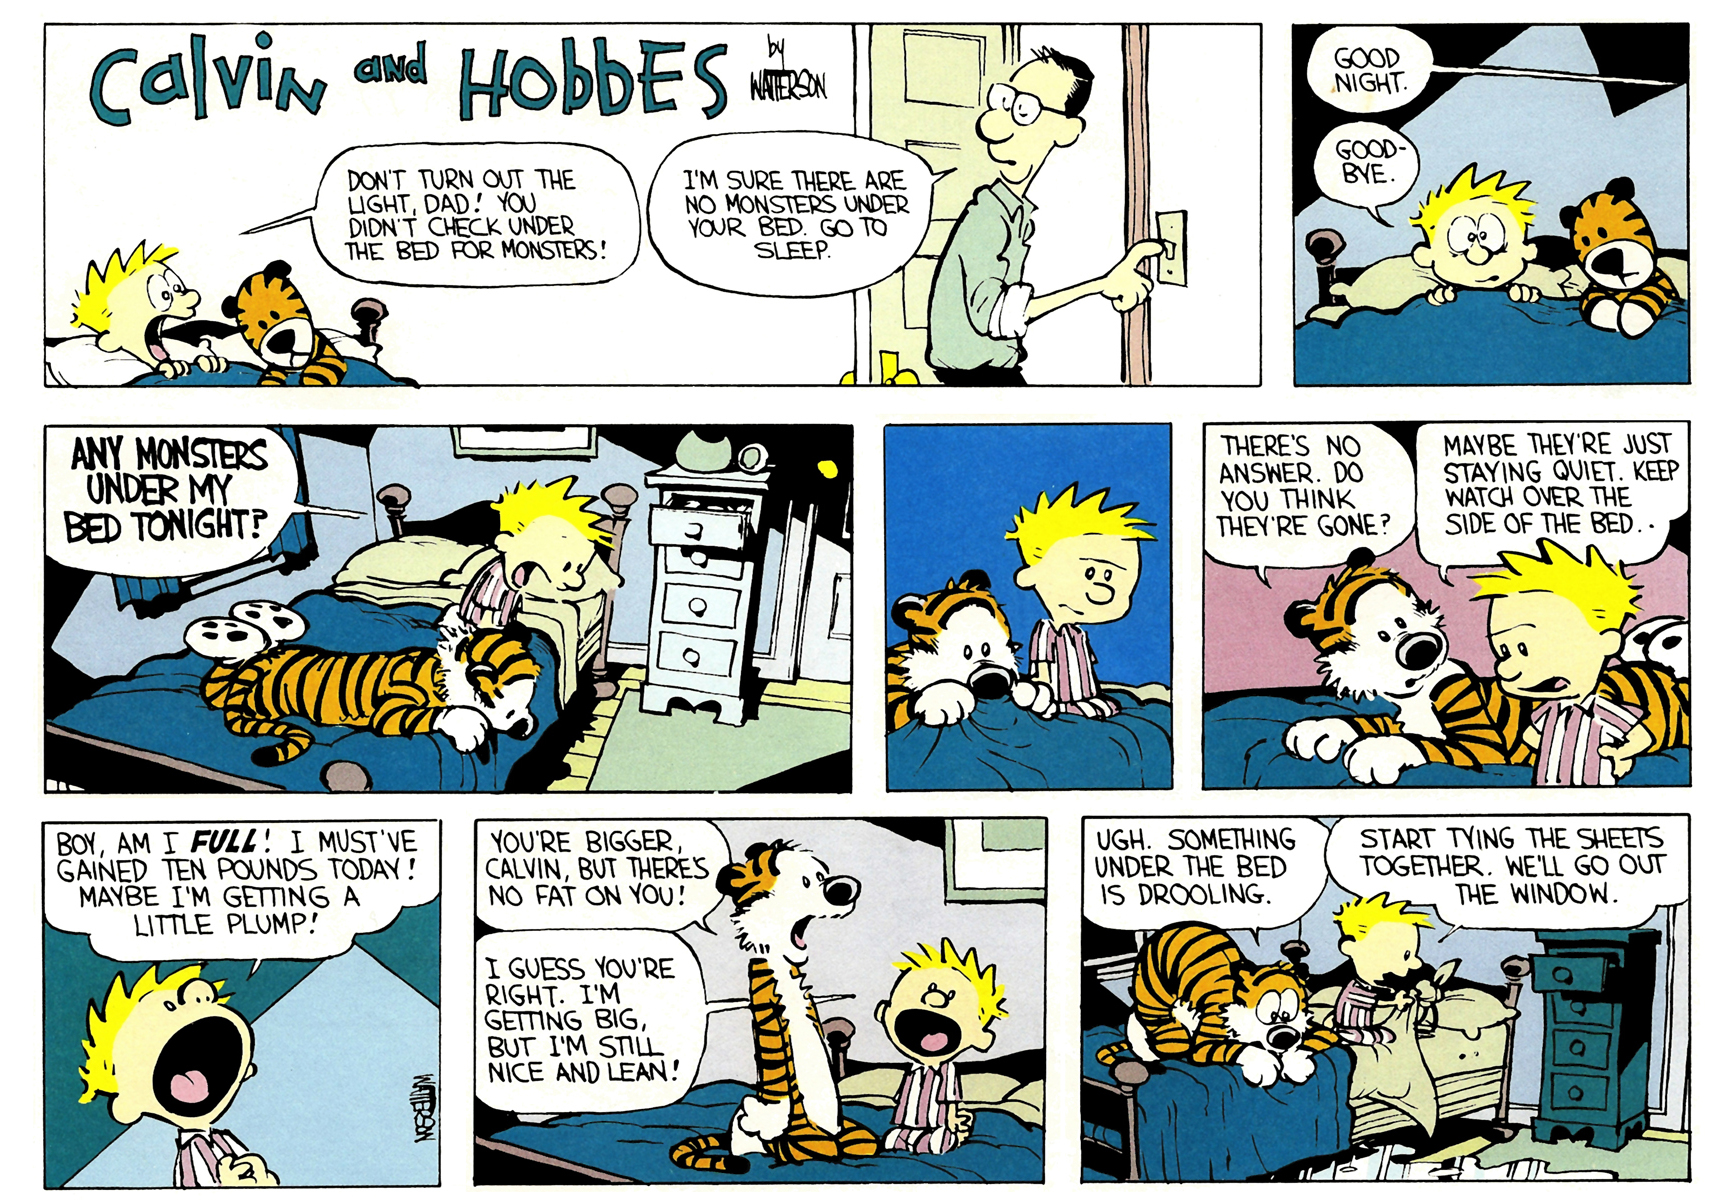 Calvin and HobbEs
by
WATTERSON
DON'T TURN OUT THE
LIGHT, DAD! YOU
DIDN'T CHECK UNDER
THE BED FOR MONSTERS!
I'M SURE THERE ARE
NO MONSTERS UNDER
YOUR BED. GO TO
SLEEP.
GOOD
NIGHT.
GOOD-
BYE.
ANY MONSTERS
UNDER MY
BED TONIGHT?
THERE'S NO
ANSWER. DO
YOU THINK
THEY'RE GONE?
MAYBE THEY'RE JUST
STAYING QUIET. KEEP
WATCH OVER THE
SIDE OF THE BED..
BOY, AM I FULL! I MUST'VE
GAINED TEN POUNDS TODAY!
MAYBE I'M GETTING A
LITTLE PLUMP!
WATTERSON
YOU'RE BIGGER,
CALVIN, BUT THERE'S
NO FAT ON YOU!
I GUESS YOU'RE
RIGHT. I'M
GETTING BIG,
BUT I'M STILL
NICE AND LEAN!
UGH. SOMETHING
UNDER THE BED
IS DROOLING.
START TYING THE SHEETS
TOGETHER. WE'LL GO OUT
THE WINDOW.